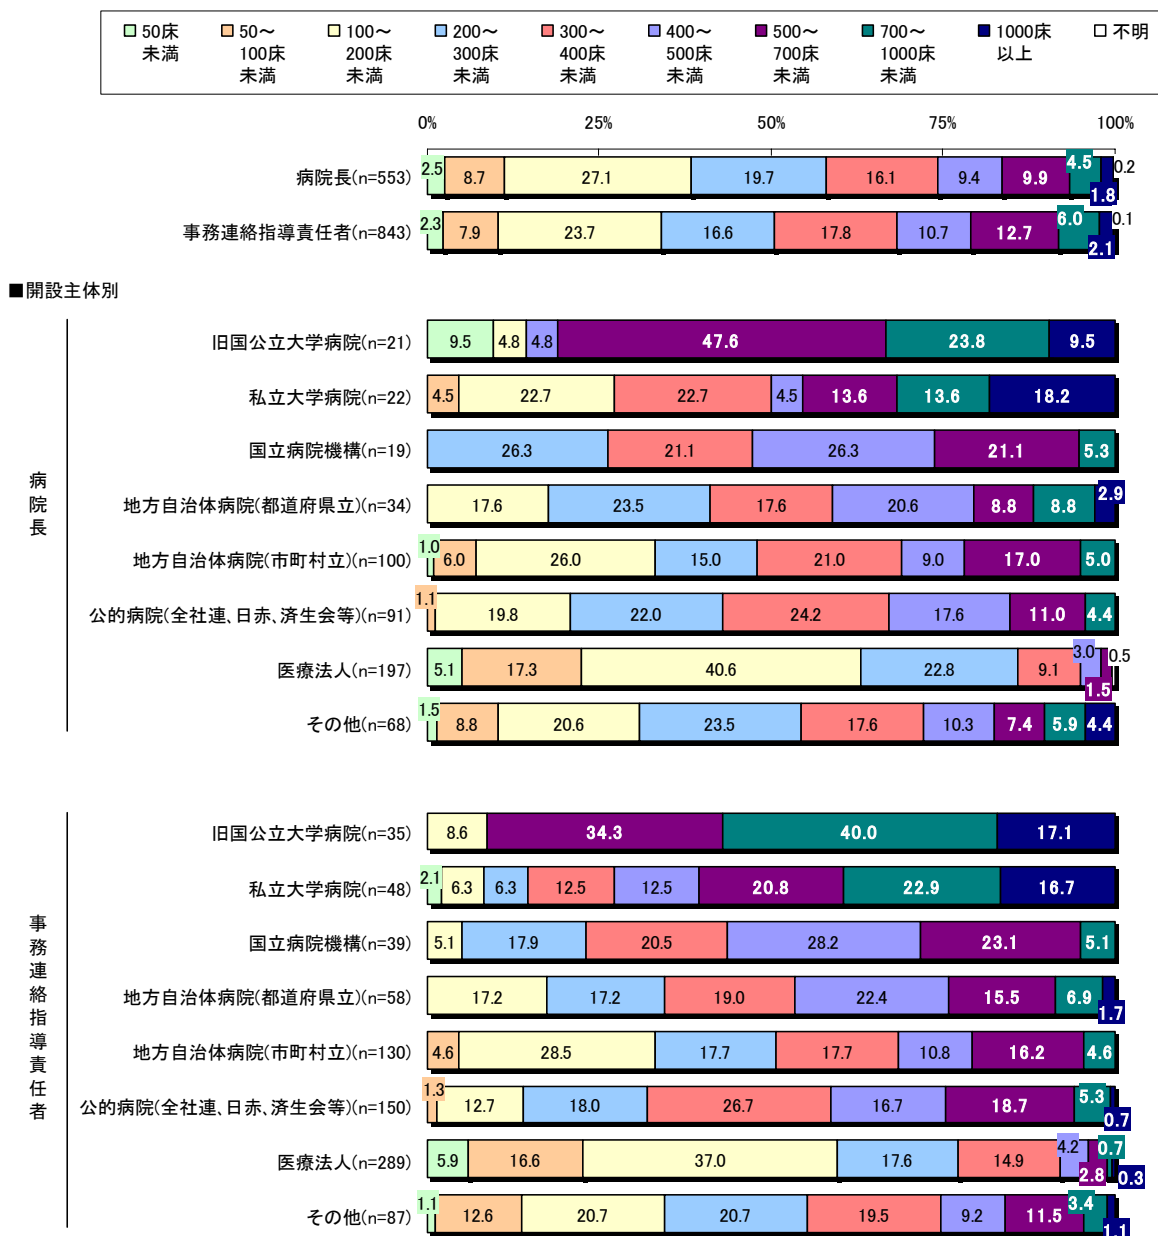 50床 50～ 100～ 200～ 300～ 400～ 500～ 700～ 1000床 不明
未満 100床 200床 300床 400床 500床 700床 1000床 以上
未満 未満 未満 未満 未満 未満 未満
0% 25% 50% 75% 100%
病院長(n=553) 2.5 8.7 27.1 19.7 16.1 9.4 9.9 4.5 1.8 0.2
事務連絡指導責任者(n=843) 2.3 7.9 23.7 16.6 17.8 10.7 12.7 6.0 2.1 0.1
■開設主体別
病院長
旧国公立大学病院(n=21) 9.5 4.8 4.8 47.6 23.8 9.5
私立大学病院(n=22) 4.5 22.7 22.7 4.5 13.6 13.6 18.2
国立病院機構(n=19) 26.3 21.1 26.3 21.1 5.3
地方自治体病院(都道府県立)(n=34) 17.6 23.5 17.6 20.6 8.8 8.8 2.9
地方自治体病院(市町村立)(n=100) 1.0 6.0 26.0 15.0 21.0 9.0 17.0 5.0
公的病院(全社連、日赤、済生会等)(n=91) 1.1 19.8 22.0 24.2 17.6 11.0 4.4
医療法人(n=197) 5.1 17.3 40.6 22.8 9.1 3.0 1.5 0.5
その他(n=68) 1.5 8.8 20.6 23.5 17.6 10.3 7.4 5.9 4.4
事務連絡指導責任者
旧国公立大学病院(n=35) 8.6 34.3 40.0 17.1
私立大学病院(n=48) 2.1 6.3 6.3 12.5 12.5 20.8 22.9 16.7
国立病院機構(n=39) 5.1 17.9 20.5 28.2 23.1 5.1
地方自治体病院(都道府県立)(n=58) 17.2 17.2 19.0 22.4 15.5 6.9 1.7
地方自治体病院(市町村立)(n=130) 4.6 28.5 17.7 17.7 10.8 16.2 4.6
公的病院(全社連、日赤、済生会等)(n=150) 1.3 12.7 18.0 26.7 16.7 18.7 5.3 0.7
医療法人(n=289) 5.9 16.6 37.0 17.6 14.9 4.2 2.8 0.7 0.3
その他(n=87) 1.1 12.6 20.7 20.7 19.5 9.2 11.5 3.4 1.1